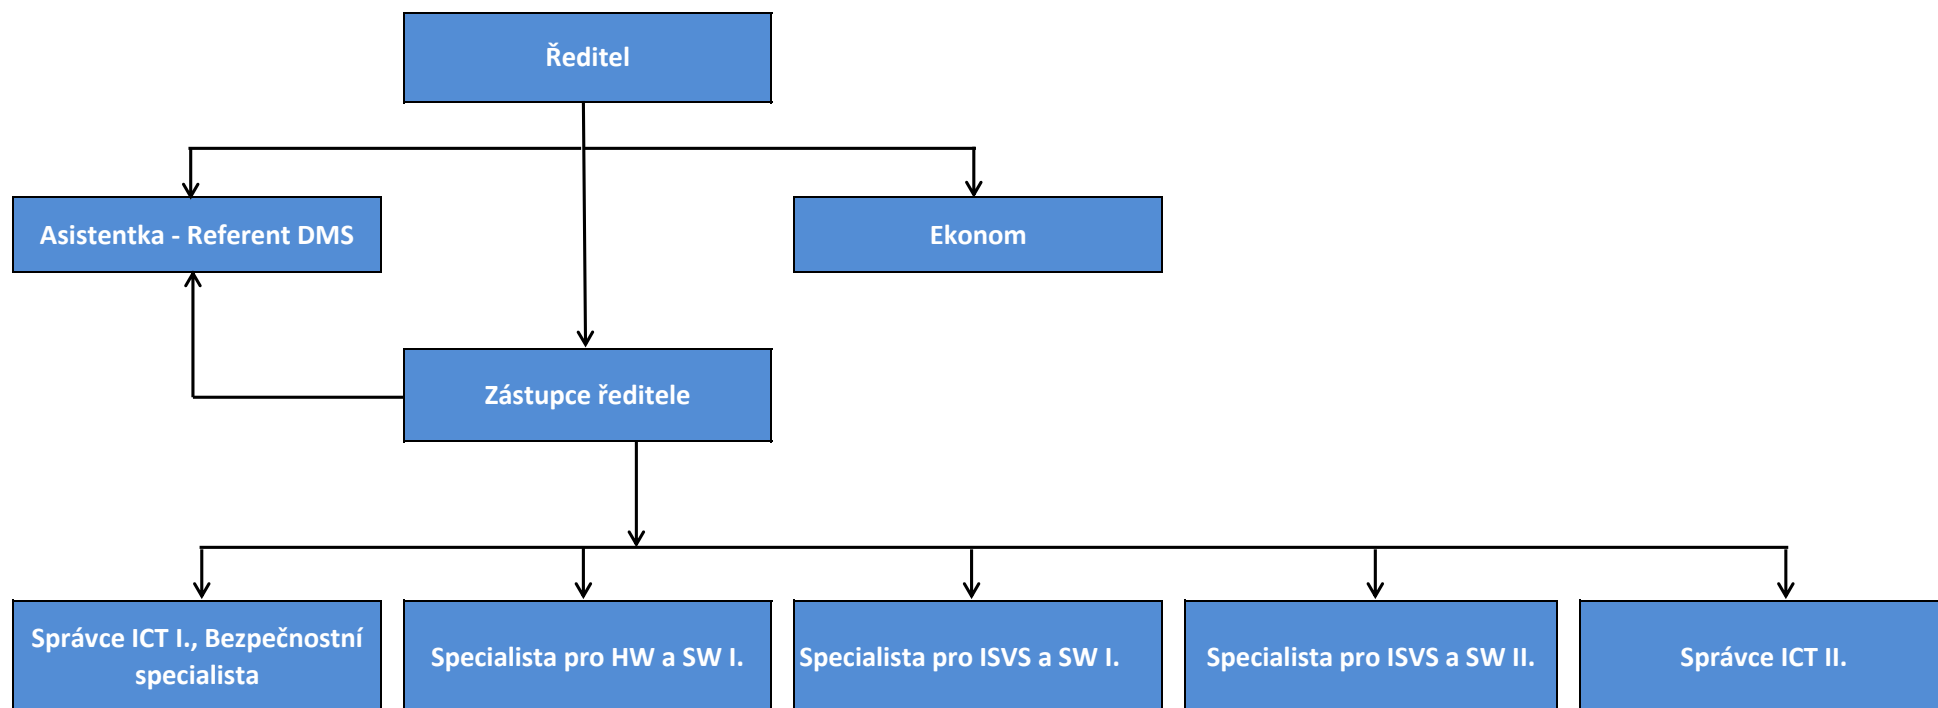 Ředitel
Asistentka - Referent DMS
Ekonom
Zástupce ředitele
Správce ICT I., Bezpečnostní
specialista
Specialista pro HW a SW I.
Specialista pro ISVS a SW I.
Specialista pro ISVS a SW II.
Správce ICT II.